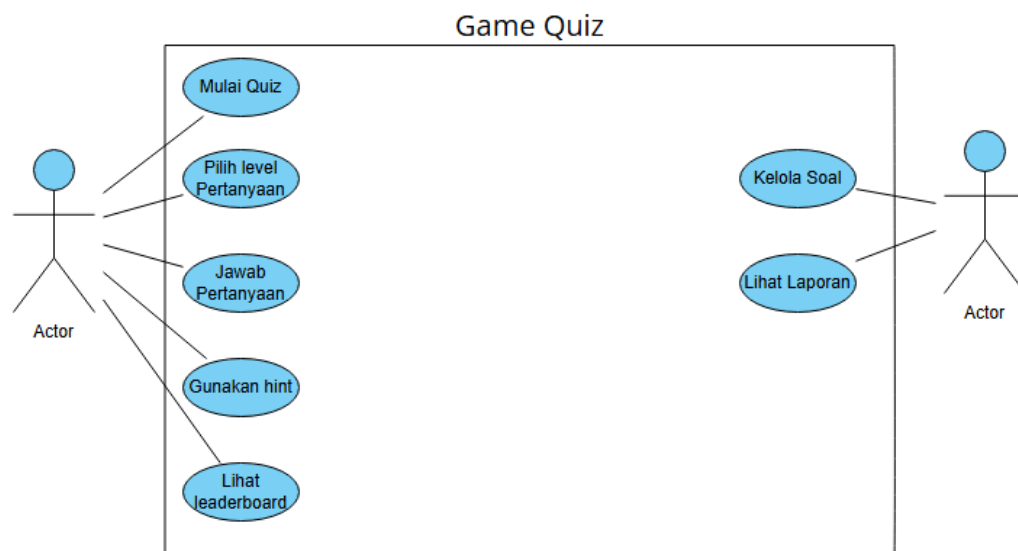 Game Quiz
Mulai Quiz
Pilih level
Pertanyaan
Jawab
Pertanyaan
Gunakan hint
Lihat
leaderboard
Actor
Kelola Soal
Lihat Laporan
Actor